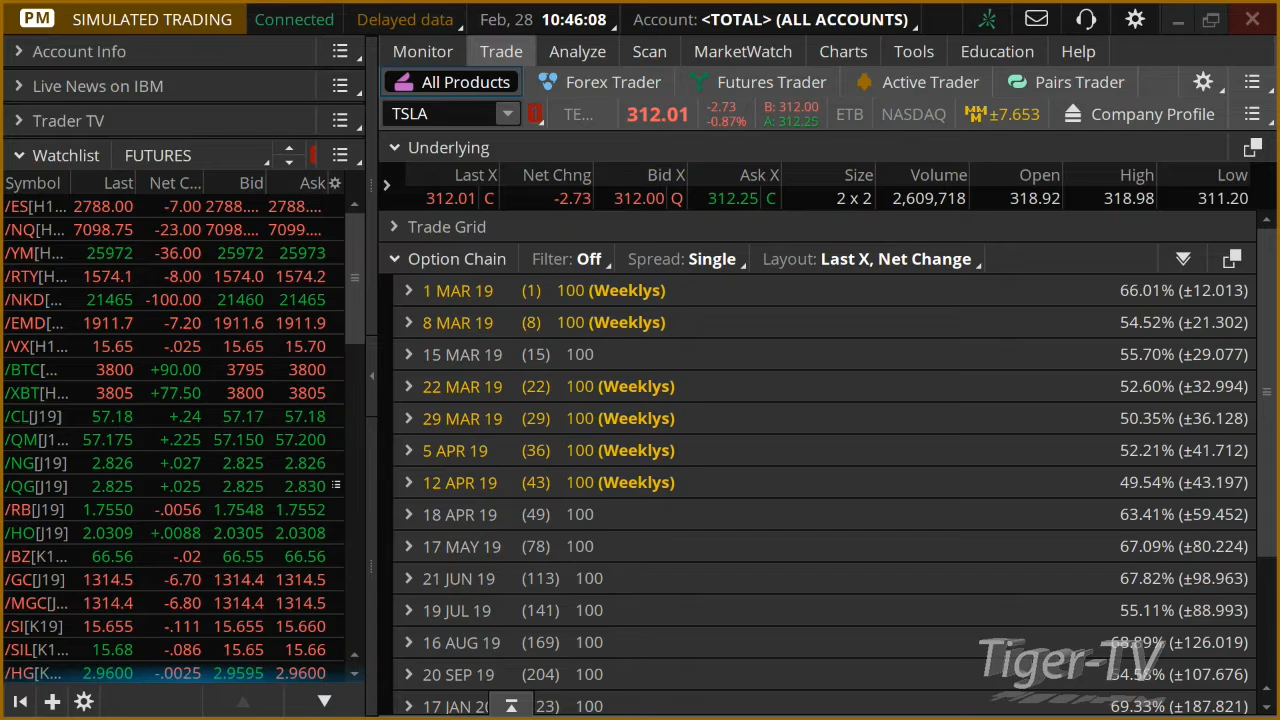 PM SIMULATED TRADING Connected Delayed data Feb, 28 10:46:08 Account: <TOTAL> (ALL ACCOUNTS)
Account Info
Live News on IBM
Trader TV
Watchlist FUTURES
Symbol Last Net C... Bid Ask
/ES[H1... 2788.00 -7.00 2788.... 2788....
/NQ[H... 7098.75 -23.00 7098.... 7099....
/YM[H... 25972 -36.00 25972 25973
/RTY[H... 1574.1 -8.00 1574.0 1574.2
/NKD[... 21465 -100.00 21460 21465
/EMD[... 1911.7 -7.20 1911.6 1911.9
/VX[H1... 15.65 -.025 15.65 15.70
/BTC[... 3800 +90.00 3795 3800
/XBT[H... 3805 +77.50 3800 3805
/CL[J19] 57.18 +.24 57.17 57.18
/QM[J1... 57.175 +.225 57.150 57.200
/NG[J19] 2.826 +.027 2.825 2.826
/QG[J19] 2.825 +.025 2.825 2.830
/RB[J19] 1.7550 -.0056 1.7548 1.7552
/HO[J19] 2.0309 +.0088 2.0305 2.0308
/BZ[K1... 66.56 -.02 66.55 66.56
/GC[J19] 1314.5 -6.70 1314.4 1314.5
/MGC[J... 1314.4 -6.80 1314.4 1314.5
/SI[K19] 15.655 -.111 15.655 15.660
/SIL[K... 15.68 -.086 15.65 15.66
/HG[K... 2.9600 -.0025 2.9595 2.9600
Monitor Trade Analyze Scan MarketWatch Charts Tools Education Help
All Products Forex Trader Futures Trader Active Trader Pairs Trader
TSLA TE... 312.01 -2.73 -0.87% B: 312.00 A: 312.25 ETB NASDAQ ±7.653 Company Profile
Underlying
Last X Net Chng Bid X Ask X Size Volume Open High Low
312.01 C -2.73 312.00 Q 312.25 C 2 x 2 2,609,718 318.92 318.98 311.20
Trade Grid
Option Chain Filter: Off Spread: Single Layout: Last X, Net Change
1 MAR 19 (1) 100 (Weeklys) 66.01% (±12.013)
8 MAR 19 (8) 100 (Weeklys) 54.52% (±21.302)
15 MAR 19 (15) 100 55.70% (±29.077)
22 MAR 19 (22) 100 (Weeklys) 52.60% (±32.994)
29 MAR 19 (29) 100 (Weeklys) 50.35% (±36.128)
5 APR 19 (36) 100 (Weeklys) 52.21% (±41.712)
12 APR 19 (43) 100 (Weeklys) 49.54% (±43.197)
18 APR 19 (49) 100 63.41% (±59.452)
17 MAY 19 (78) 100 67.09% (±80.224)
21 JUN 19 (113) 100 67.82% (±98.963)
19 JUL 19 (141) 100 55.11% (±88.993)
16 AUG 19 (169) 100 (±126.019)
20 SEP 19 (204) 100 (±107.676)
17 JAN 20 23) 100 69.33% (±187.821)
Tiger-TV